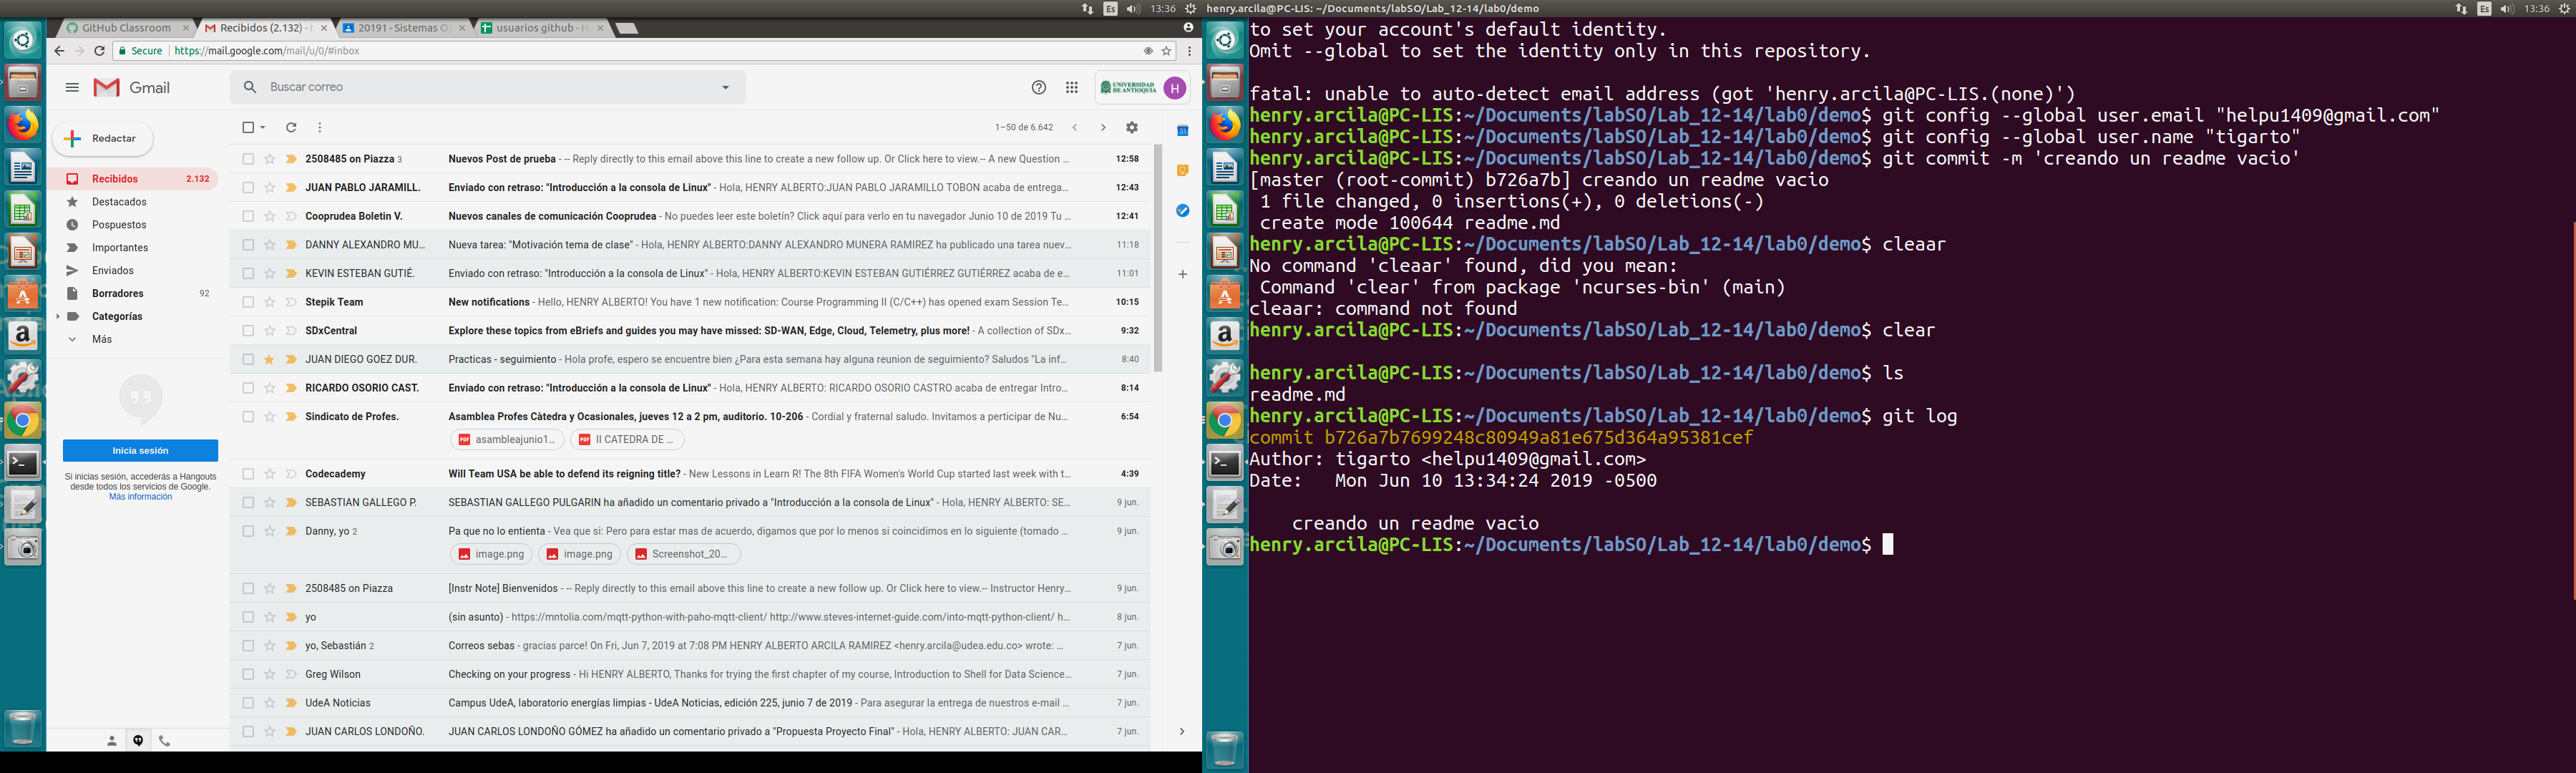 Es 13:36
GitHub Classroom
Recibidos (2.132) -
20191 - Sistemas O
usuarios github - H
Secure https://mail.google.com/mail/u/0/#inbox
Gmail
Buscar correo
UNIVERSIDAD DE ANTIOQUIA
H
Redactar
1–50 de 6.642
31
Recibidos 2.132
Destacados
Pospuestos
Importantes
Enviados
Borradores 92
Categorías
Más
Inicia sesión
Si inicias sesión, accederás a Hangouts
desde todos los servicios de Google.
Más información
2508485 on Piazza 3 Nuevos Post de prueba - -- Reply directly to this email above this line to create a new follow up. Or Click here to view.-- A new Question … 12:58
JUAN PABLO JARAMILL. Enviado con retraso: "Introducción a la consola de Linux" - Hola, HENRY ALBERTO:JUAN PABLO JARAMILLO TOBON acaba de entrega… 12:43
Cooprudea Boletin V. Nuevos canales de comunicación Cooprudea - No puedes leer este boletín? Click aquí para verlo en tu navegador Junio 10 de 2019 Tu … 12:41
DANNY ALEXANDRO MU… Nueva tarea: "Motivación tema de clase" - Hola, HENRY ALBERTO:DANNY ALEXANDRO MUNERA RAMIREZ ha publicado una tarea nuev… 11:18
KEVIN ESTEBAN GUTIÉ. Enviado con retraso: "Introducción a la consola de Linux" - Hola, HENRY ALBERTO:KEVIN ESTEBAN GUTIÉRREZ GUTIÉRREZ acaba de e… 11:01
Stepik Team New notifications - Hello, HENRY ALBERTO! You have 1 new notification: Course Programming II (C/C++) has opened exam Session Te… 10:15
SDxCentral Explore these topics from eBriefs and guides you may have missed: SD-WAN, Edge, Cloud, Telemetry, plus more! - A collection of SDx… 9:32
JUAN DIEGO GOEZ DUR. Practicas - seguimiento - Hola profe, espero se encuentre bien ¿Para esta semana hay alguna reunion de seguimiento? Saludos "La inf… 8:40
RICARDO OSORIO CAST. Enviado con retraso: "Introducción a la consola de Linux" - Hola, HENRY ALBERTO: RICARDO OSORIO CASTRO acaba de entregar Intro… 8:14
Sindicato de Profes. Asamblea Profes Càtedra y Ocasionales, jueves 12 a 2 pm, auditorio. 10-206 - Cordial y fraternal saludo. Invitamos a perticipar de Nu… 6:54
PDF asambleajunio1… PDF II CATEDRA DE …
Codecademy Will Team USA be able to defend its reigning title? - New Lessons in Learn R! The 8th FIFA Women's World Cup started last week with t… 4:39
SEBASTIAN GALLEGO P. SEBASTIAN GALLEGO PULGARIN ha añadido un comentario privado a "Introducción a la consola de Linux" - Hola, HENRY ALBERTO: SE… 9 jun.
Danny, yo 2 Pa que no lo entienta - Vea que si: Pero para estar mas de acuerdo, digamos que por lo menos si coincidimos en lo siguiente (tomado … 9 jun.
image.png image.png Screenshot_20…
2508485 on Piazza [Instr Note] Bienvenidos - -- Reply directly to this email above this line to create a new follow up. Or Click here to view.-- Instructor Henry… 9 jun.
yo (sin asunto) - https://mntolia.com/mqtt-python-with-paho-mqtt-client/ http://www.steves-internet-guide.com/into-mqtt-python-client/ h… 8 jun.
yo, Sebastián 2 Correos sebas - gracias parce! On Fri, Jun 7, 2019 at 7:08 PM HENRY ALBERTO ARCILA RAMIREZ <henry.arcila@udea.edu.co> wrote: … 7 jun.
Greg Wilson Checking on your progress - Hi HENRY ALBERTO, Thanks for trying the first chapter of my course, Introduction to Shell for Data Science… 7 jun.
UdeA Noticias Campus UdeA, laboratorio energías limpias - UdeA Noticias, edición 225, junio 7 de 2019 - Para asegurar la entrega de nuestros e-mail … 7 jun.
JUAN CARLOS LONDOÑO. JUAN CARLOS LONDOÑO GÓMEZ ha añadido un comentario privado a "Propuesta Proyecto Final" - Hola, HENRY ALBERTO: JUAN CAR… 7 jun.
henry.arcila@PC-LIS: ~/Documents/labSO/Lab_12-14/lab0/demo Es 13:36
to set your account's default identity.
Omit --global to set the identity only in this repository.
fatal: unable to auto-detect email address (got 'henry.arcila@PC-LIS.(none)')
henry.arcila@PC-LIS:~/Documents/labSO/Lab_12-14/lab0/demo$ git config --global user.email "helpu1409@gmail.com"
henry.arcila@PC-LIS:~/Documents/labSO/Lab_12-14/lab0/demo$ git config --global user.name "tigarto"
henry.arcila@PC-LIS:~/Documents/labSO/Lab_12-14/lab0/demo$ git commit -m 'creando un readme vacio'
[master (root-commit) b726a7b] creando un readme vacio
1 file changed, 0 insertions(+), 0 deletions(-)
create mode 100644 readme.md
henry.arcila@PC-LIS:~/Documents/labSO/Lab_12-14/lab0/demo$ cleaar
No command 'cleaar' found, did you mean:
Command 'clear' from package 'ncurses-bin' (main)
cleaar: command not found
henry.arcila@PC-LIS:~/Documents/labSO/Lab_12-14/lab0/demo$ clear
henry.arcila@PC-LIS:~/Documents/labSO/Lab_12-14/lab0/demo$ ls
readme.md
henry.arcila@PC-LIS:~/Documents/labSO/Lab_12-14/lab0/demo$ git log
commit b726a7b7699248c80949a81e675d364a95381cef
Author: tigarto <helpu1409@gmail.com>
Date: Mon Jun 10 13:34:24 2019 -0500
creando un readme vacio
henry.arcila@PC-LIS:~/Documents/labSO/Lab_12-14/lab0/demo$